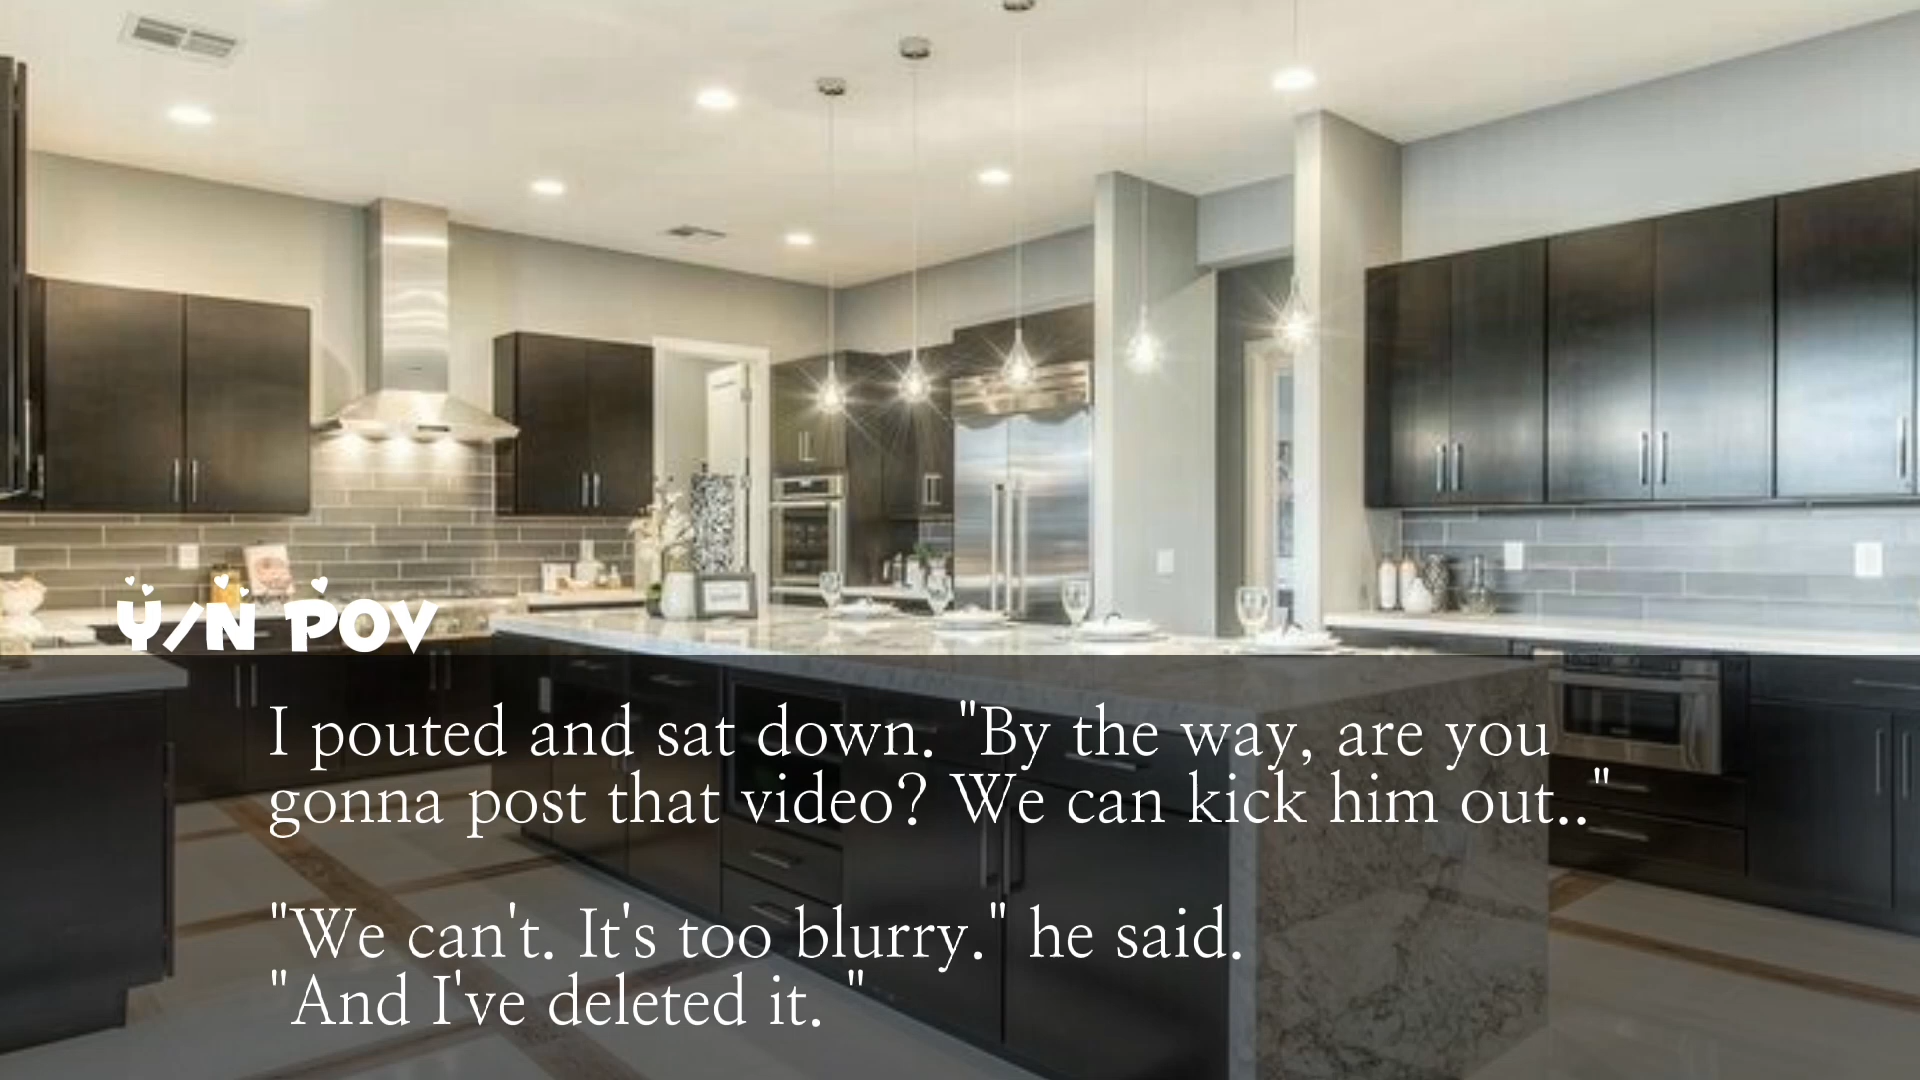 Y/N POV
I pouted and sat down. "By the way, are you
gonna post that video? We can kick him out.."
"We can't. It's too blurry." he said.
"And I've deleted it. "